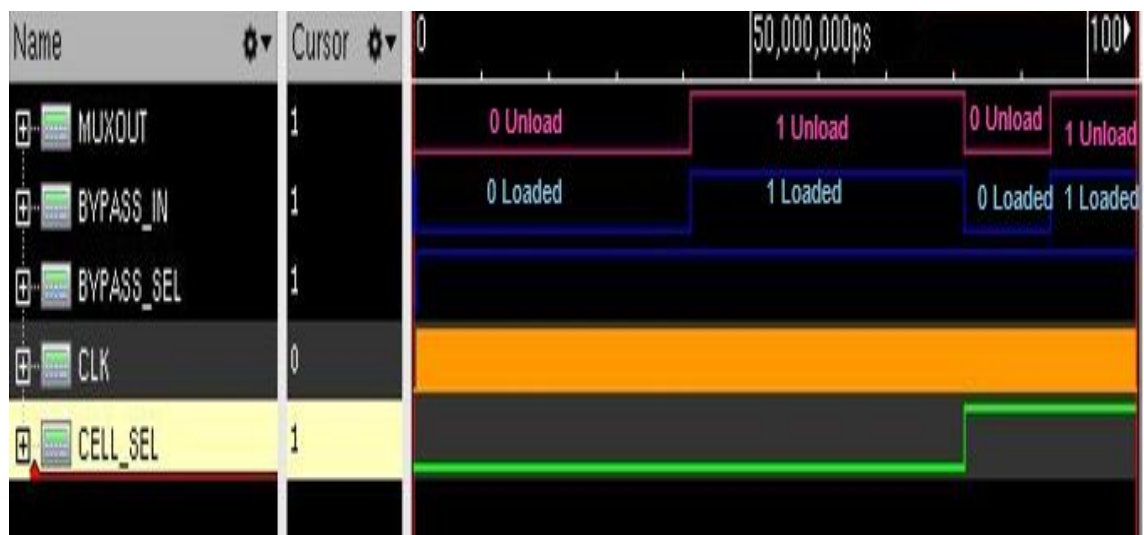 Name Cursor 0 50,000,000ps 100
MUXOUT 1 0 Unload 1 Unload 0 Unload 1 Unload
BYPASS_IN 1 0 Loaded 1 Loaded 0 Loaded 1 Loaded
BYPASS_SEL 1
CLK 0
CELL_SEL 1